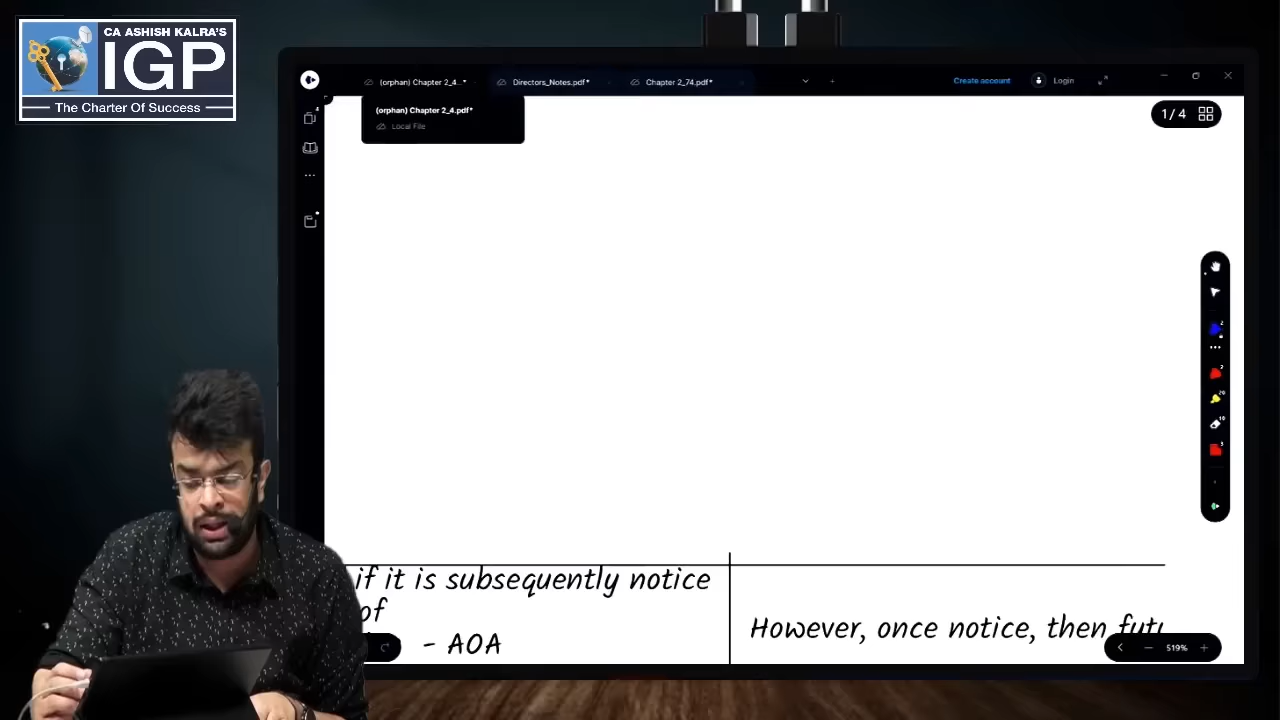 CA ASHISH KALRA'S
IGP
The Charter Of Success
(orphan) Chapter 2_4...*
Directors_Notes.pdf*
Chapter 2_74.pdf*
Create account
Login
(orphan) Chapter 2_4.pdf*
Local File
1 / 4
if it is subsequently notice
of
- AOA
However, once notice, then
519%